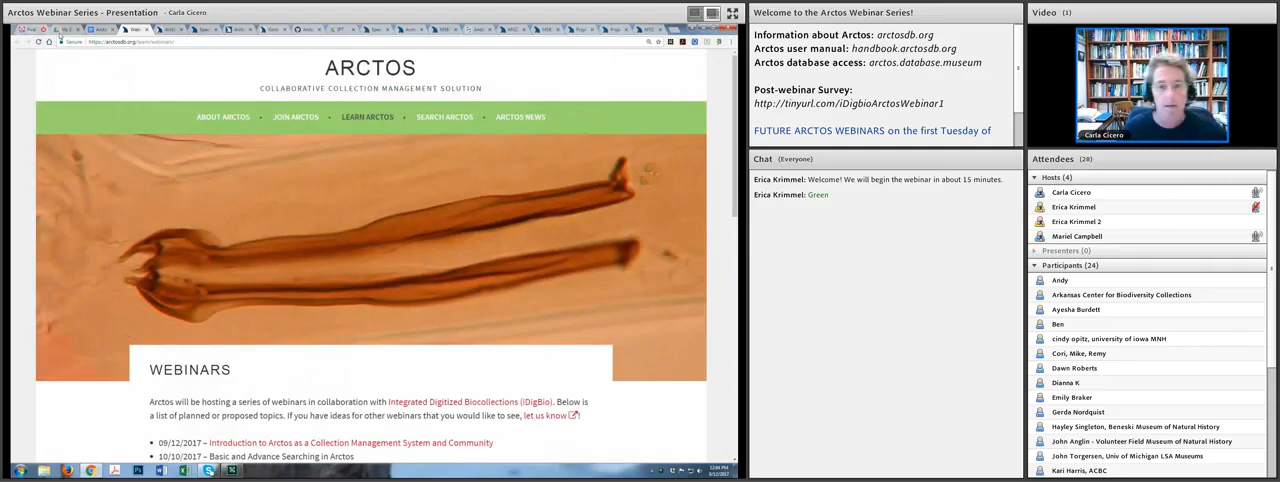 Arctos Webinar Series - Presentation - Carla Cicero
Secure
https://arctosdb.org/learn/webinars/
ARCTOS
COLLABORATIVE COLLECTION MANAGEMENT SOLUTION
ABOUT ARCTOS • JOIN ARCTOS • LEARN ARCTOS • SEARCH ARCTOS • ARCTOS NEWS
WEBINARS
Arctos will be hosting a series of webinars in collaboration with Integrated Digitized Biocollections (iDigBio). Below is
a list of planned or proposed topics. If you have ideas for other webinars that you would like to see, let us know!
• 09/12/2017 – Introduction to Arctos as a Collection Management System and Community
• 10/10/2017 – Basic and Advance Searching in Arctos
12:04 PM
9/12/2017
Welcome to the Arctos Webinar Series!
Information about Arctos: arctosdb.org
Arctos user manual: handbook.arctosdb.org
Arctos database access: arctos.database.museum
Post-webinar Survey:
http://tinyurl.com/iDigbioArctosWebinar1
FUTURE ARCTOS WEBINARS on the first Tuesday of
Chat (Everyone)
Erica Krimmel: Welcome! We will begin the webinar in about 15 minutes.
Erica Krimmel: Green
Video (1)
Carla Cicero
Attendees (28)
Hosts (4)
Carla Cicero
Erica Krimmel
Erica Krimmel 2
Mariel Campbell
Presenters (0)
Participants (24)
Andy
Arkansas Center for Biodiversity Collections
Ayesha Burdett
Ben
cindy opitz, university of iowa MNH
Cori, Mike, Remy
Dawn Roberts
Dianna K
Emily Braker
Gerda Nordquist
Hayley Singleton, Beneski Museum of Natural History
John Anglin - Volunteer Field Museum of Natural History
John Torgersen, Univ of Michigan LSA Museums
Kari Harris, ACBC